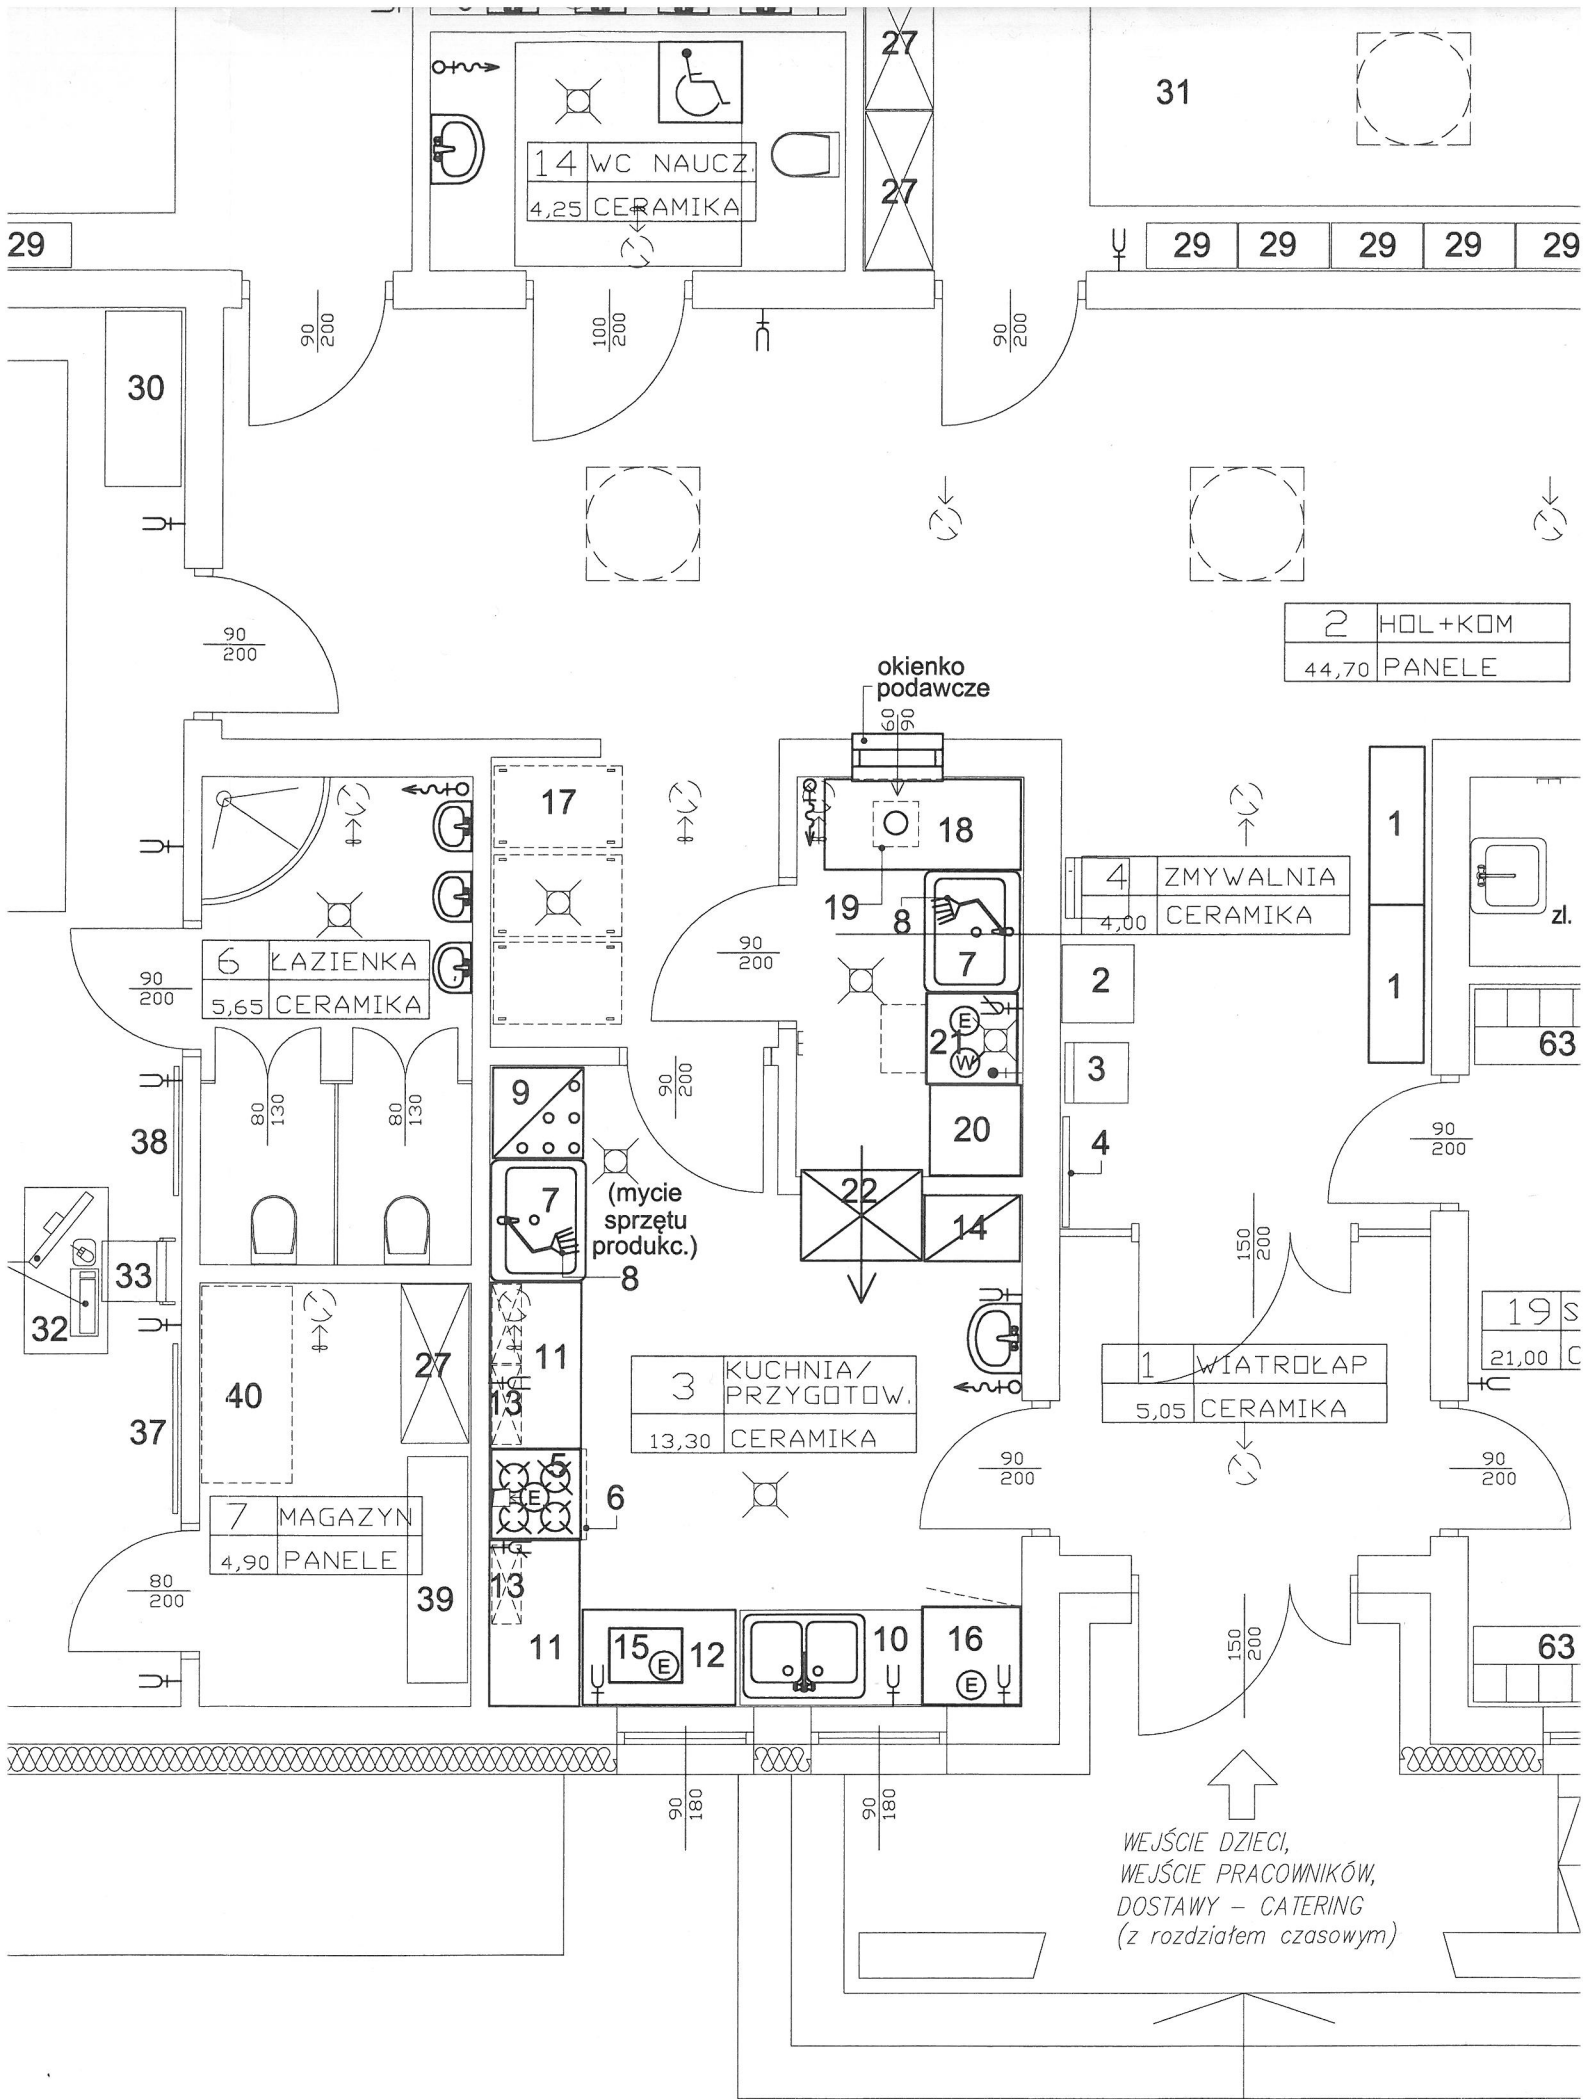 27
31
14 WC NAUCZ.
4,25 CERAMIKA
27
29
29 29 29 29 29
90
200
100
200
90
200
30
90
200
2 HOL+KOM
44,70 PANELE
okienko
podawcze
60
90
17
18
1
4 ZMYWALNIA
4,00 CERAMIKA
19
8
zł.
6 ŁAZIENKA
5,65 CERAMIKA
90
200
90
200
7
2
1
21 E
W
63
80
130
80
130
90
200
9
3
20
38
4
90
200
7
(mycie
sprzętu
produkc.)
8
22
14
150
200
33
32
19 S
21,00 C
27
11
40
13
3 KUCHNIA/
PRZYGOTOW.
13,30 CERAMIKA
1 WIATROŁAP
5,05 CERAMIKA
37
5
E
6
90
200
90
200
7 MAGAZYN
4,90 PANELE
80
200
39
13
11
15 E
12
10
16
E
150
200
63
90
180
90
180
WEJŚCIE DZIECI,
WEJŚCIE PRACOWNIKÓW,
DOSTAWY – CATERING
(z rozdziałem czasowym)